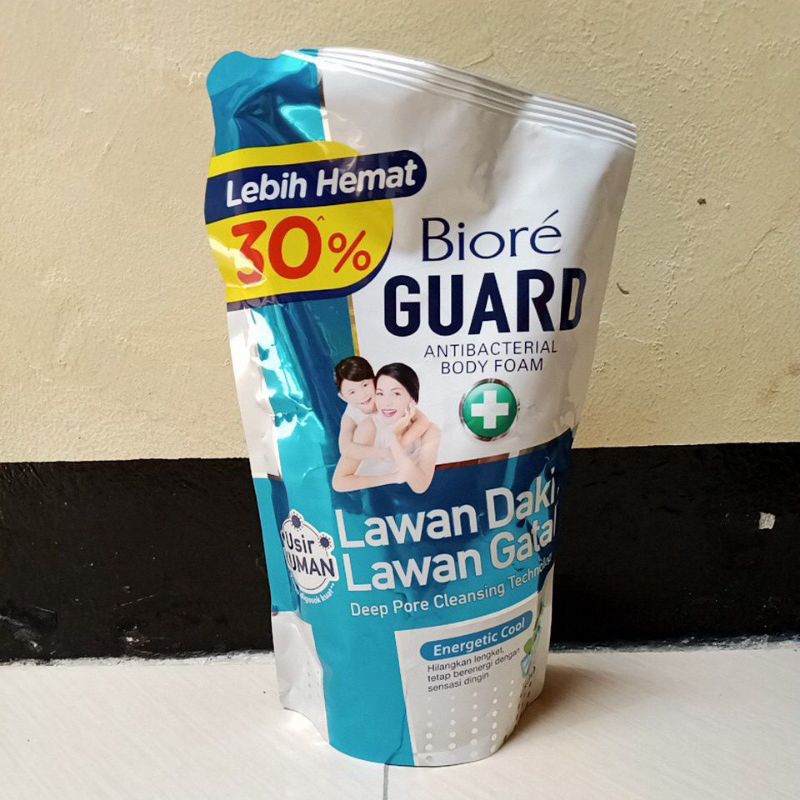 Lebih Hemat
30^%
Bioré
GUARD
ANTIBACTERIAL
BODY FOAM
Lawan Daki,
Lawan Gatal
Deep Pore Cleansing
Usir
KUMAN
Energetic Cool
Hilangkan lengket,
tetap berenergi dengan
sensasi dingin